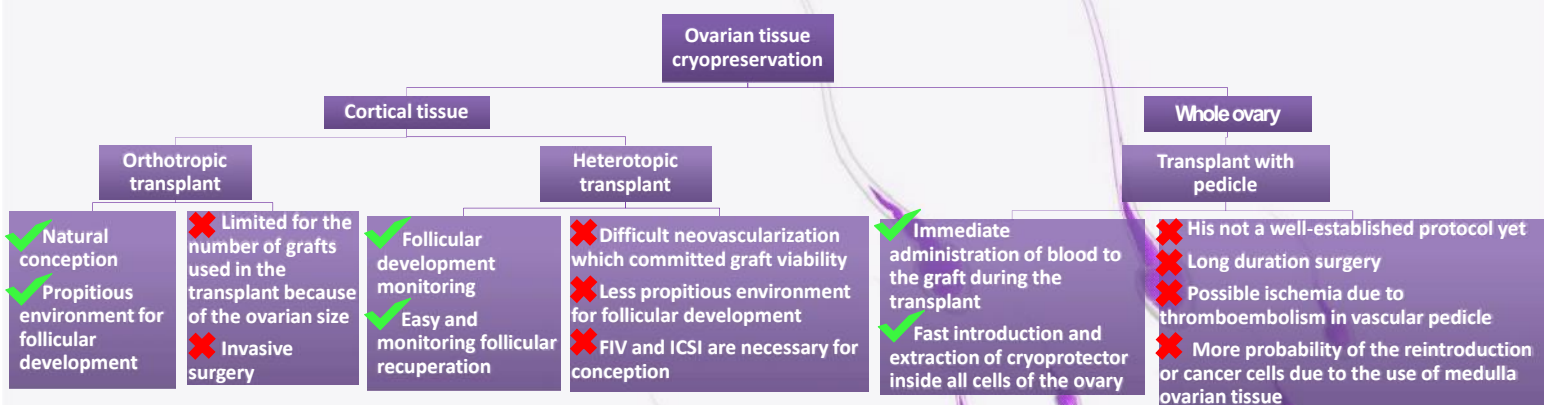 Ovarian tissue
cryopreservation
Cortical tissue
Whole ovary
Orthotropic
transplant
Heterotopic
transplant
Transplant with
pedicle
Natural
conception
Propitious
environment for
follicular
development
Limited for the
number of grafts
used in the
transplant because
of the ovarian size
Invasive
surgery
Follicular
development
monitoring
Easy and
monitoring follicular
recuperation
Difficult neovascularization
which committed graft viability
Less propitious environment
for follicular development
FIV and ICSI are necessary for
conception
Immediate
administration of blood to
the graft during the
transplant
Fast introduction and
extraction of cryoprotector
inside all cells of the ovary
His not a well-established protocol yet
Long duration surgery
Possible ischemia due to
thromboembolism in vascular pedicle
More probability of the reintroduction
or cancer cells due to the use of medulla
ovarian tissue